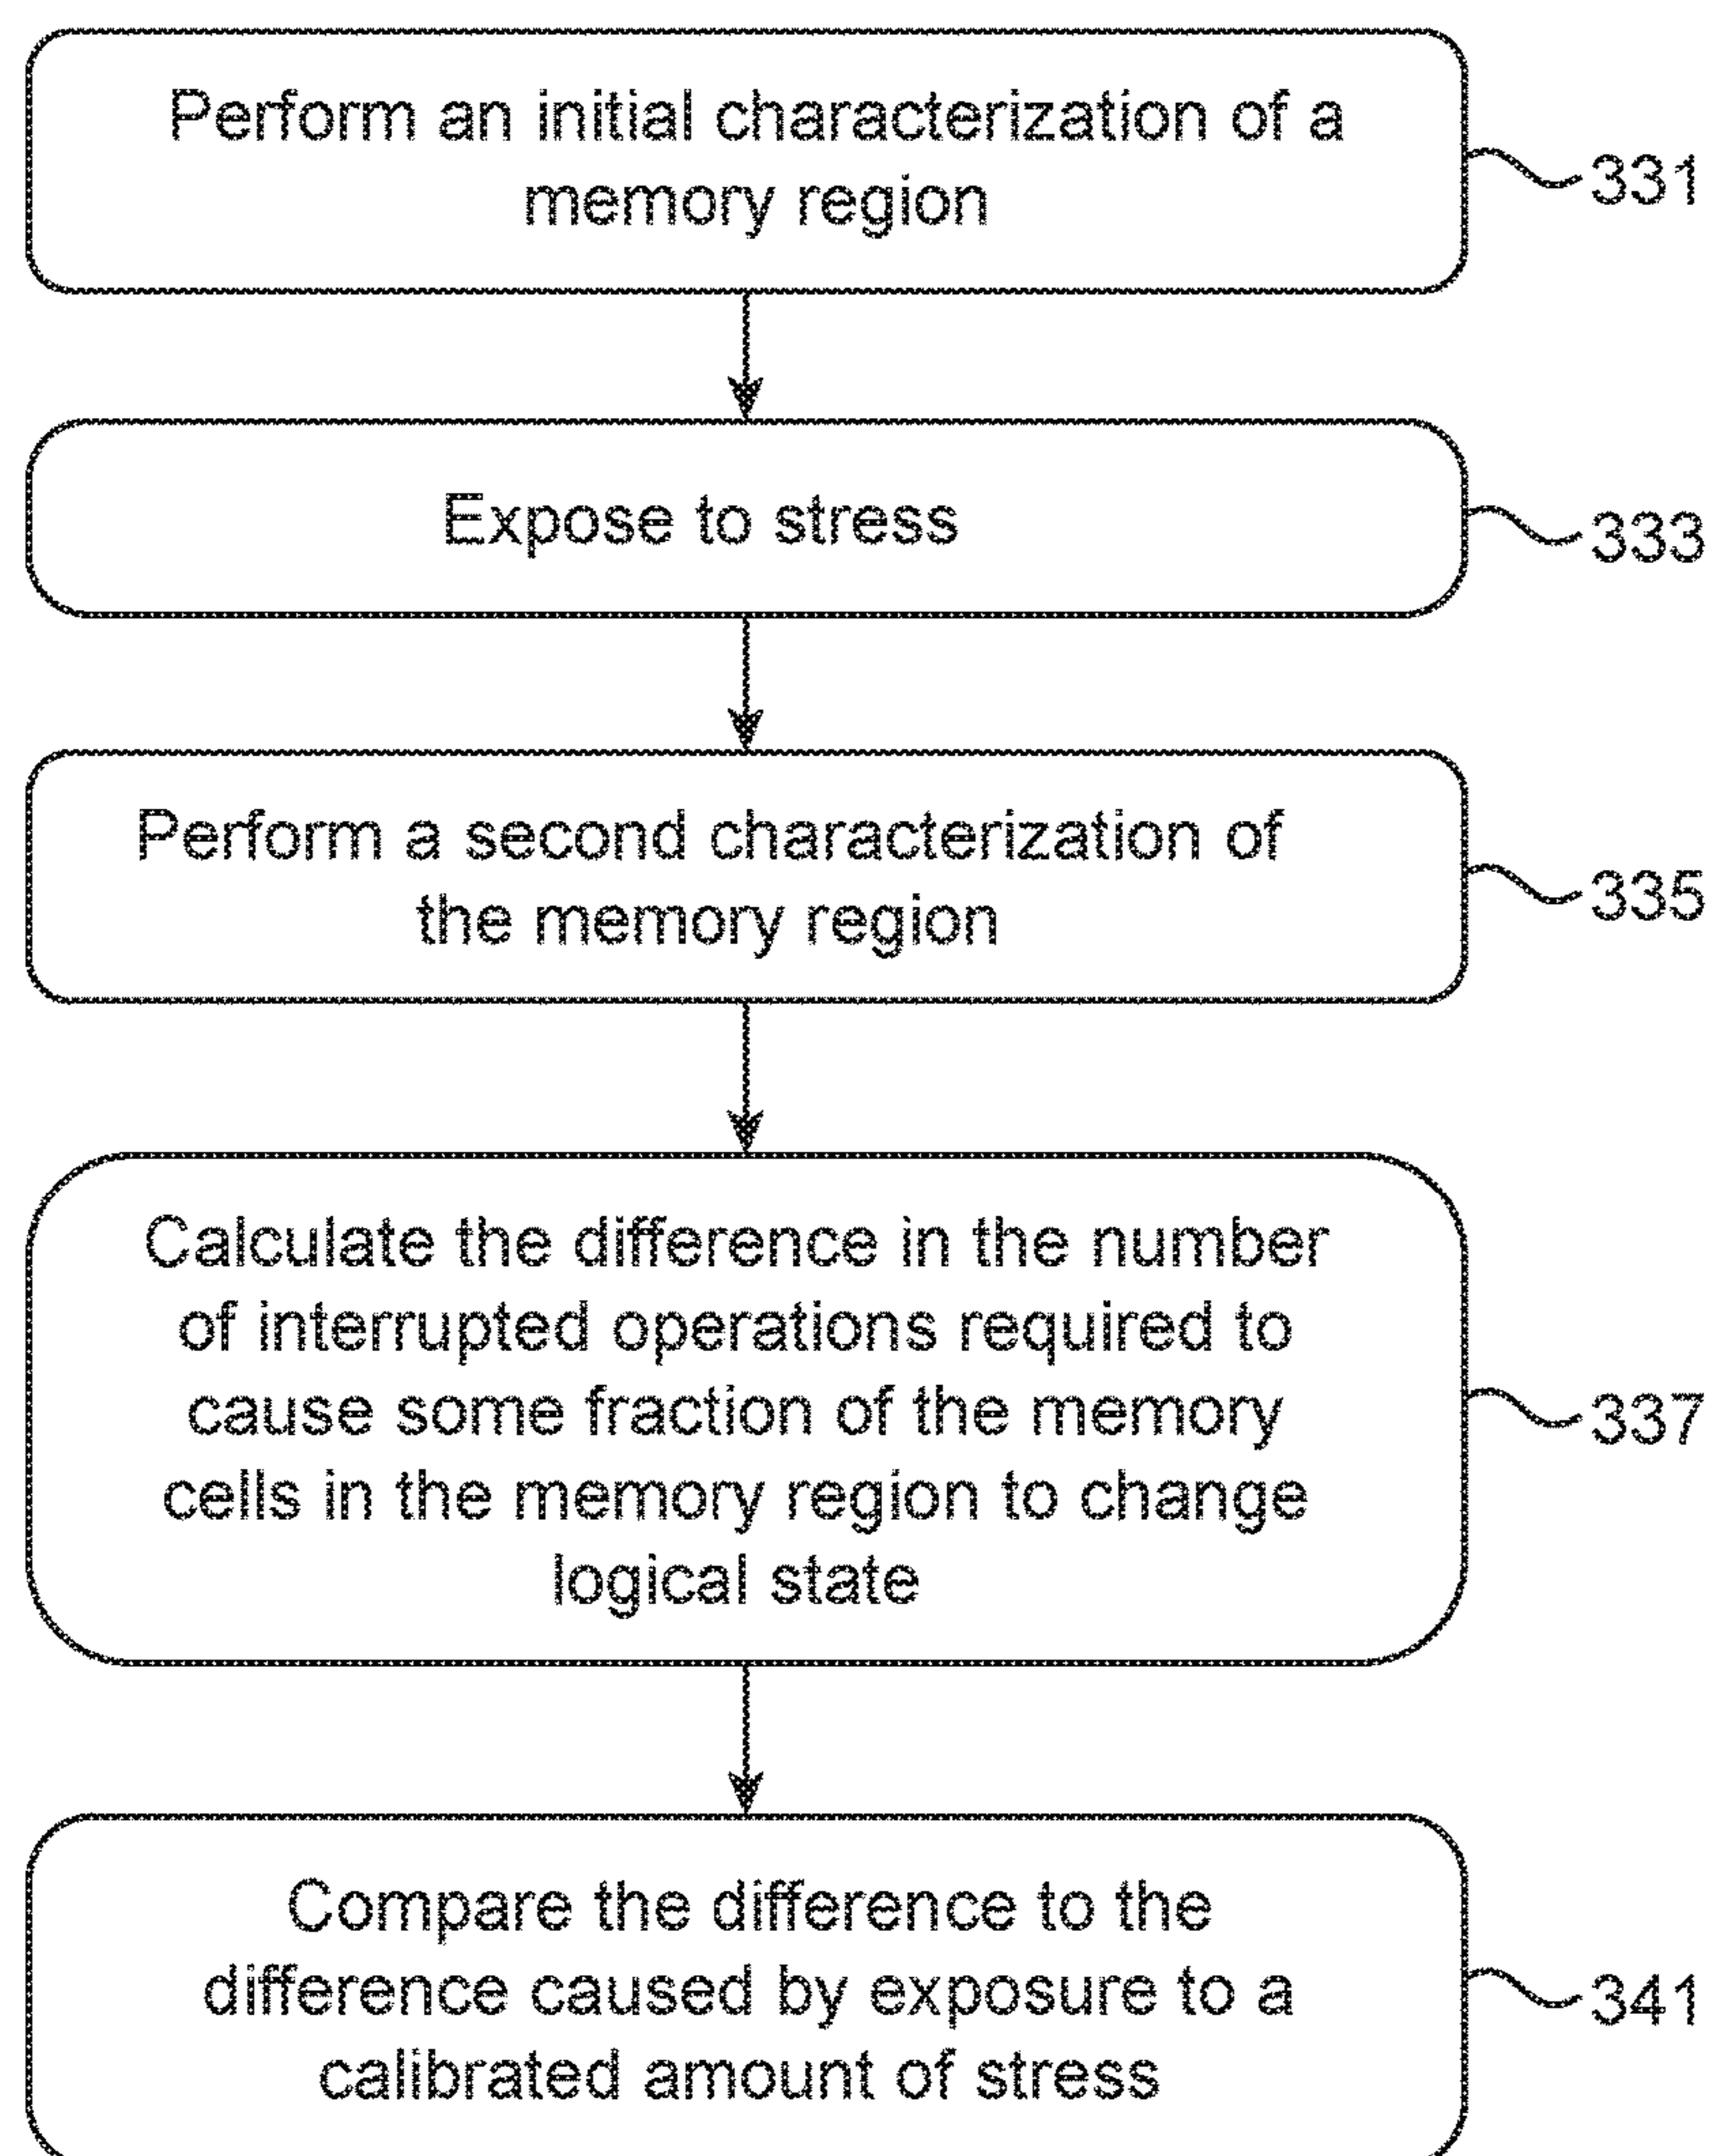 Perform an initial characterization of a
memory region
331
Expose to stress
333
Perform a second characterization of
the memory region
335
Calculate the difference in the number
of interrupted operations required to
cause some fraction of the memory
cells in the memory region to change
logical state
337
Compare the difference to the
difference caused by exposure to a
calibrated amount of stress
341